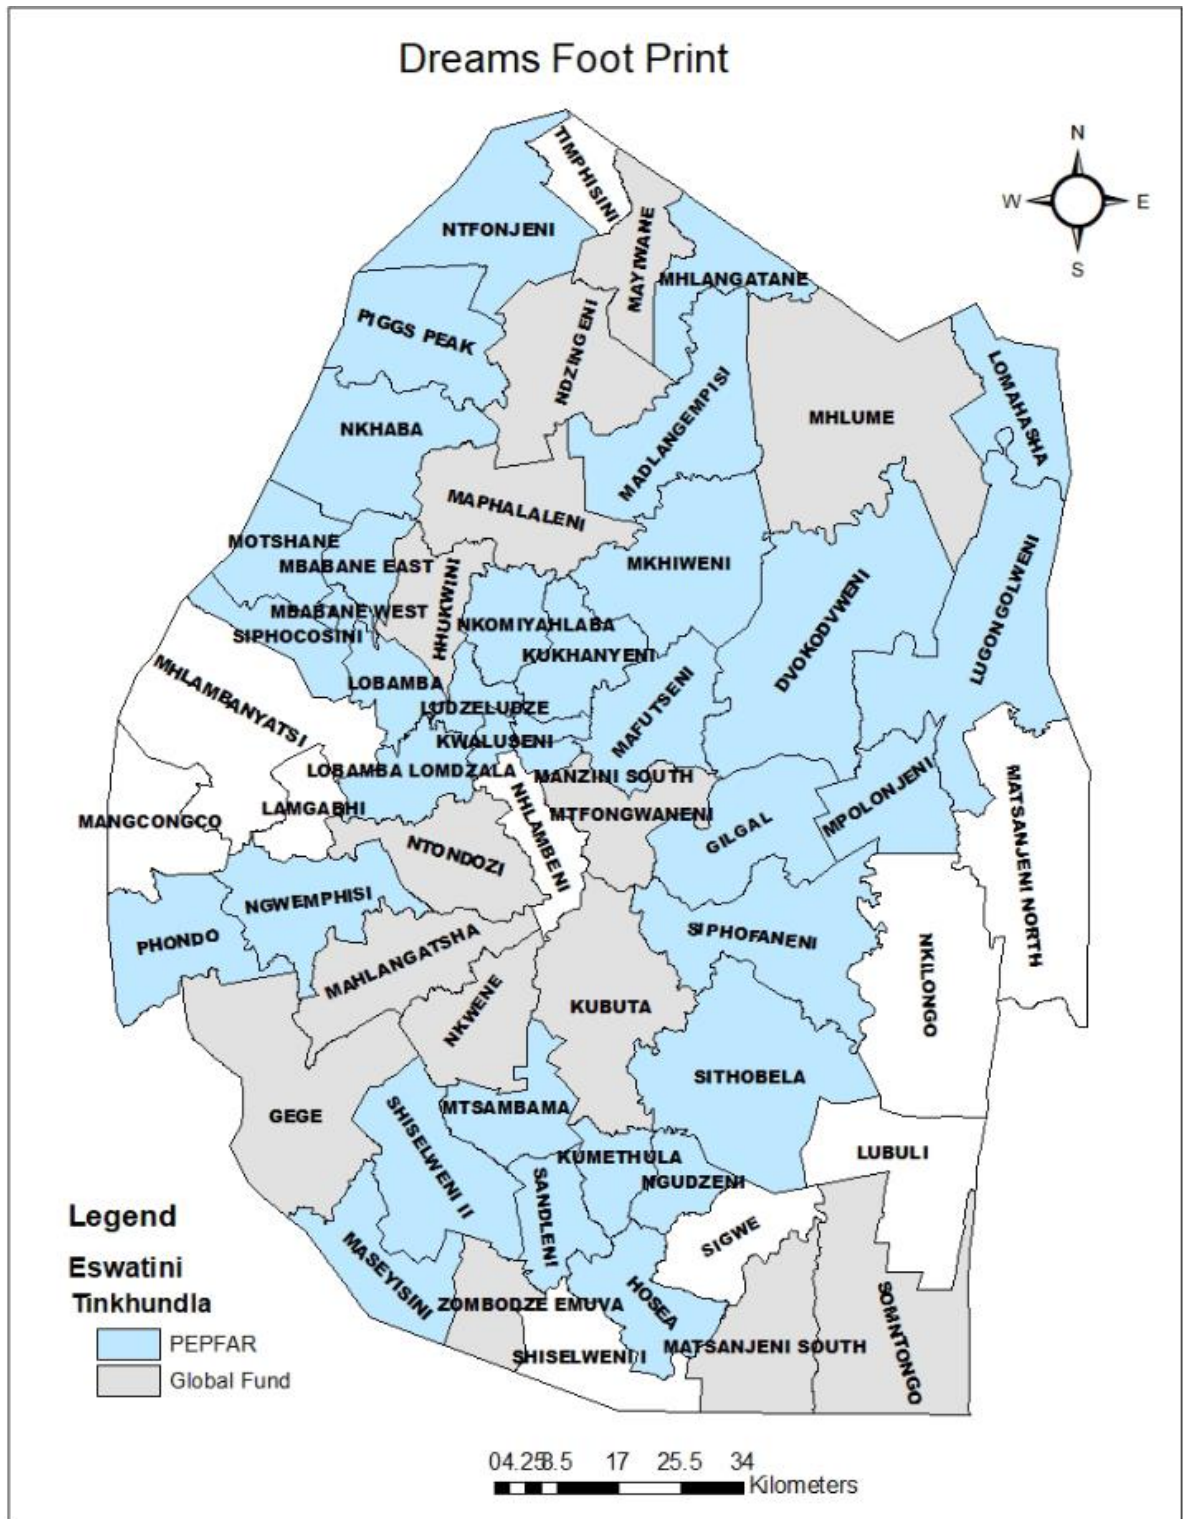 Dreams Foot Print
N
W
E
S
TIMPHISINI
NTFONJENI
MAYIWANE
MHLANGATANE
PIGGS PEAK
NDZINGENI
LOMAHASHA
MADLANGEMPISI
MHLUME
NKHABA
MAPHALALENI
MOTSHANE
MBABANE EAST
MKHIWENI
HHUKWINI
DVOKODVWENI
LUGONGOLWENI
MBABANE WEST
NKOMIYAHLABA
SIPHOCOSINI
KUKHANYENI
MHLAMBANYATSI
LOBAMBA
LUDZELUDZE
MAFUTSENI
KWALUSENI
LOBAMBA LOMDZALA
MANZINI SOUTH
MANGCONGCO
LAMGABHI
NHLAMBENI
MTFONGWANENI
GILGAL
MPOLONJENI
MATSANJENI NORTH
NTONDOZI
NGWEMPHISI
PHONDO
MAHLANGATSHA
SIPHOFANENI
NKILONGO
NKWENE
KUBUTA
SITHOBELA
GEGE
MTSAMBAMA
SHISELWENI II
KUMETHULA
NGUDZENI
LUBULI
SANDLENI
SIGWE
MASEYISINI
ZOMBODZE EMUVA
HOSEA
SHISELWENI I
MATSANJENI SOUTH
SOMNTONGO
Legend
Eswatini
Tinkhundla
PEPFAR
Global Fund
04.258.5 17 25.5 34
Kilometers